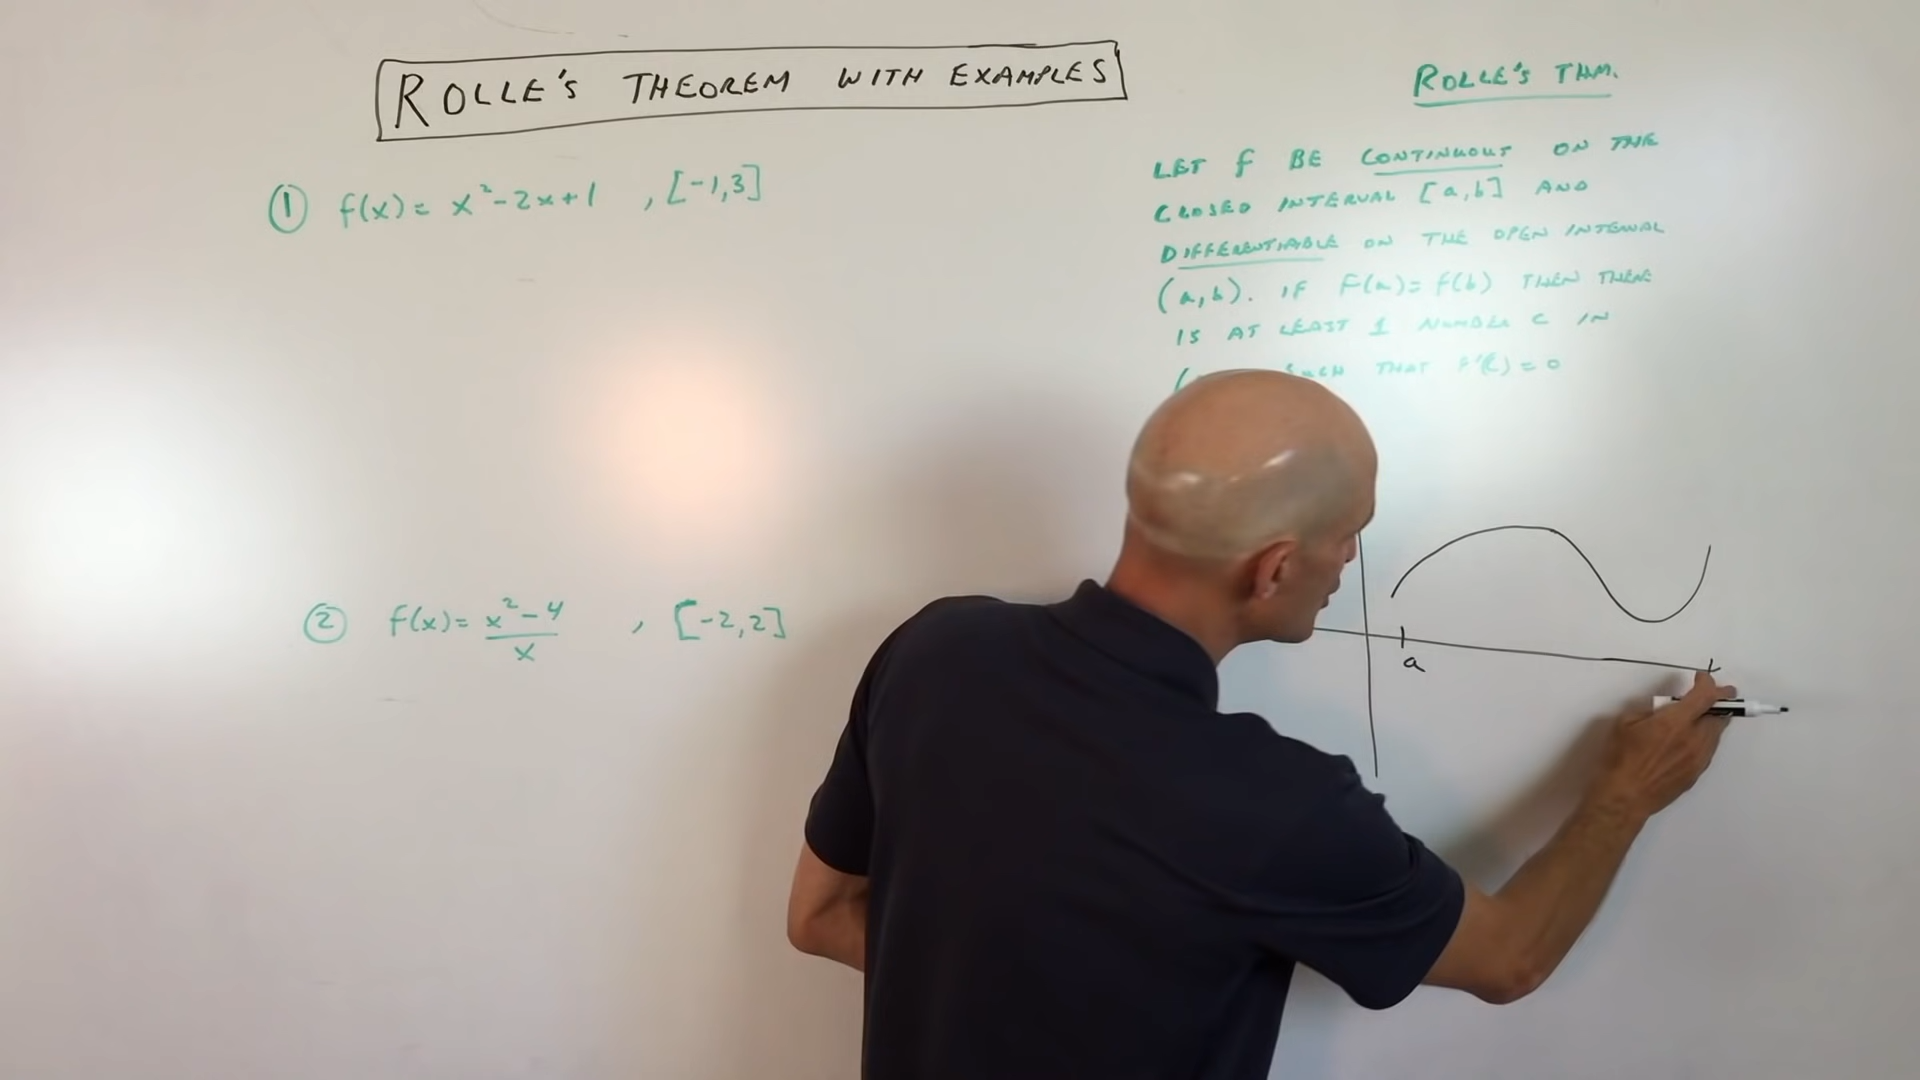 ROLLE'S THEOREM WITH EXAMPLES
① f(x) = x²-2x+1 , [-1,3]
② f(x) = x²-4 / x , [-2,2]
ROLLE'S THM.
LET f BE CONTINUOUS ON THE
CLOSED INTERVAL [a,b] AND
DIFFERENTIABLE ON THE OPEN INTERVAL
(a,b). IF F(a) = f(b) THEN THERE
IS AT LEAST 1 NUMBER C IN
( SUCH THAT F'(C) = 0
a